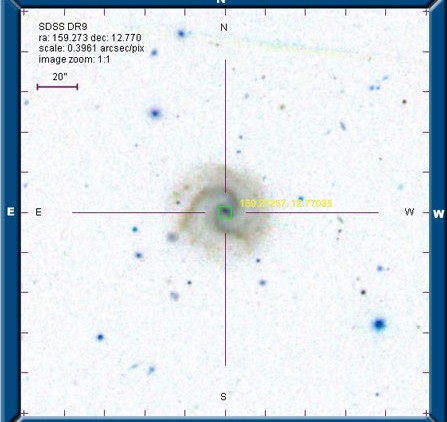 N
SDSS DR9
ra: 159.273 dec: 12.770
scale: 0.3961 arcsec/pix
image zoom: 1:1
20"
N
159.27257, 12.77035
E E W W
S